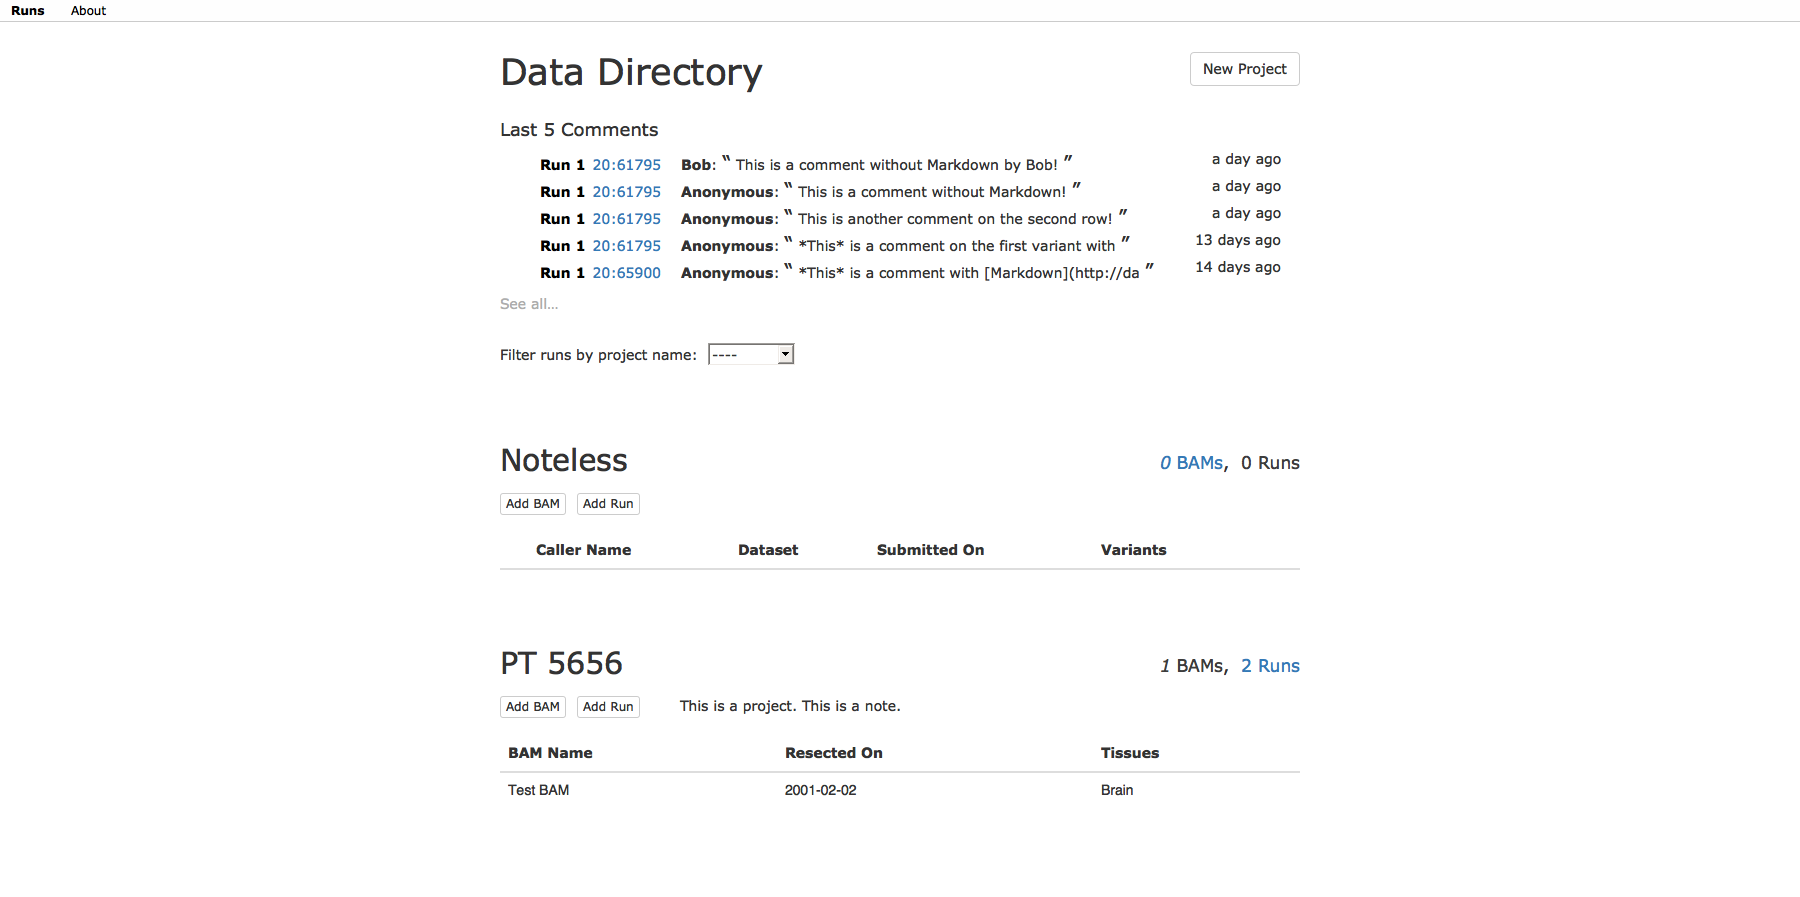 Runs About
Data Directory New Project
Last 5 Comments
Run 1 20:61795 Bob: " This is a comment without Markdown by Bob! " a day ago
Run 1 20:61795 Anonymous: " This is a comment without Markdown! " a day ago
Run 1 20:61795 Anonymous: " This is another comment on the second row! " a day ago
Run 1 20:61795 Anonymous: " *This* is a comment on the first variant with " 13 days ago
Run 1 20:65900 Anonymous: " *This* is a comment with [Markdown](http://da " 14 days ago
See all...
Filter runs by project name: ----
Noteless 0 BAMs, 0 Runs
Add BAM Add Run
Caller Name Dataset Submitted On Variants
PT 5656 1 BAMs, 2 Runs
Add BAM Add Run This is a project. This is a note.
BAM Name Resected On Tissues
Test BAM 2001-02-02 Brain